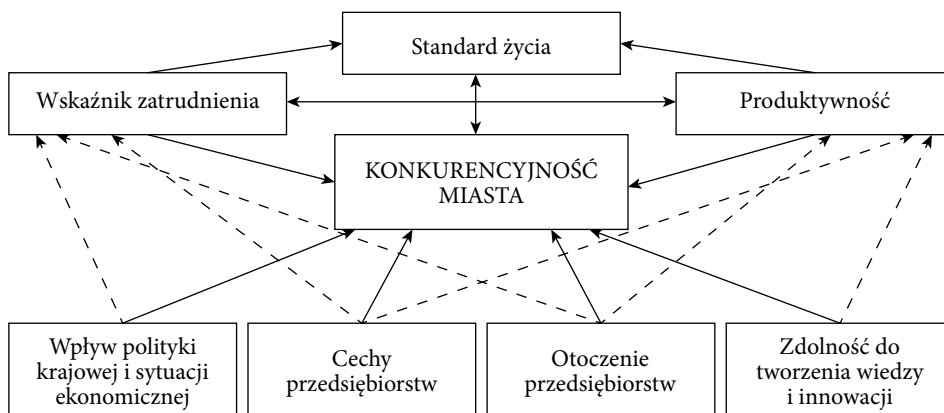 Standard życia
Wskaźnik zatrudnienia
Produktywność
KONKURENCYJNOŚĆ
MIASTA
Wpływ polityki
krajowej i sytuacji
ekonomicznej
Cechy
przedsiębiorstw
Otoczenie
przedsiębiorstw
Zdolność do
tworzenia wiedzy
i innowacji